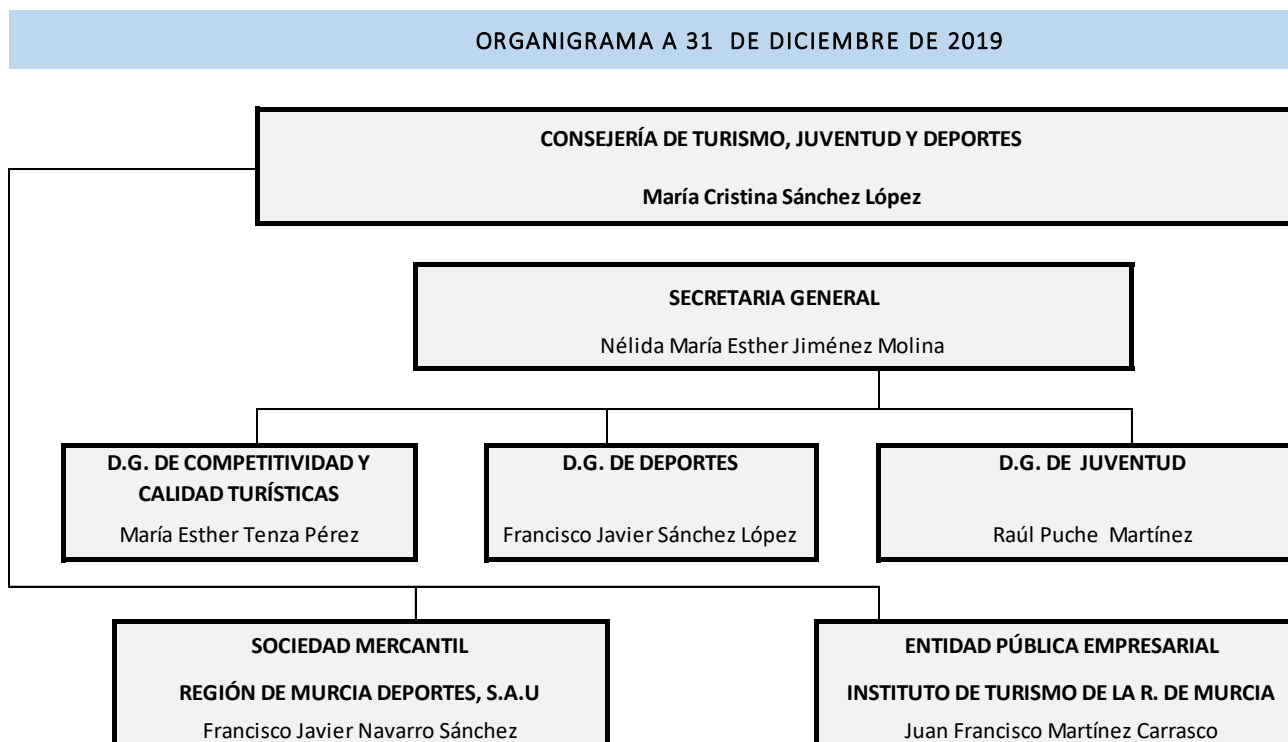 ORGANIGRAMA A 31 DE DICIEMBRE DE 2019
CONSEJERÍA DE TURISMO, JUVENTUD Y DEPORTES
María Cristina Sánchez López
SECRETARIA GENERAL
Nélida María Esther Jiménez Molina
D.G. DE COMPETITIVIDAD Y
CALIDAD TURÍSTICAS
María Esther Tenza Pérez
D.G. DE DEPORTES
Francisco Javier Sánchez López
D.G. DE JUVENTUD
Raúl Puche Martínez
SOCIEDAD MERCANTIL
REGIÓN DE MURCIA DEPORTES, S.A.U
Francisco Javier Navarro Sánchez
ENTIDAD PÚBLICA EMPRESARIAL
INSTITUTO DE TURISMO DE LA R. DE MURCIA
Juan Francisco Martínez Carrasco